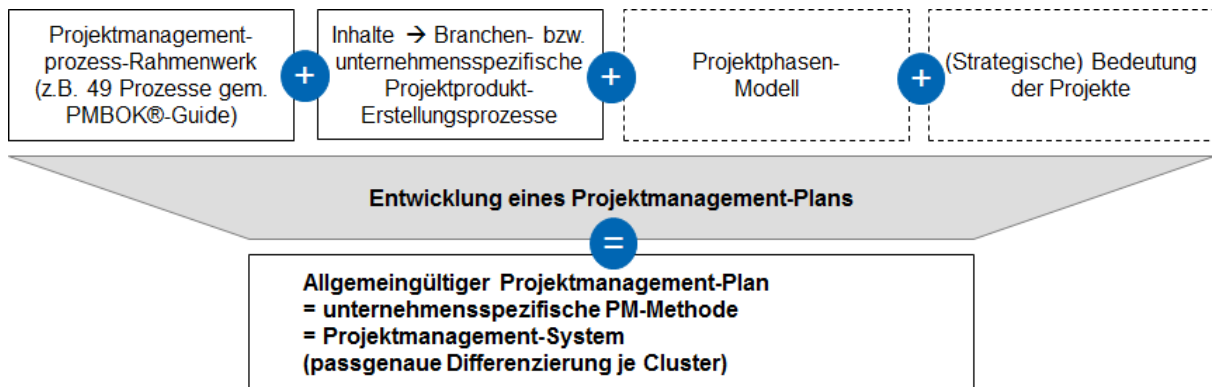 Projektmanagement-
prozess-Rahmenwerk
(z.B. 49 Prozesse gem.
PMBOK®-Guide)
+
Inhalte → Branchen- bzw.
unternehmensspezifische
Projektprodukt-
Erstellungsprozesse
+
Projektphasen-
Modell
+
(Strategische) Bedeutung
der Projekte
Entwicklung eines Projektmanagement-Plans
=
Allgemeingültiger Projektmanagement-Plan
= unternehmensspezifische PM-Methode
= Projektmanagement-System
(passgenaue Differenzierung je Cluster)